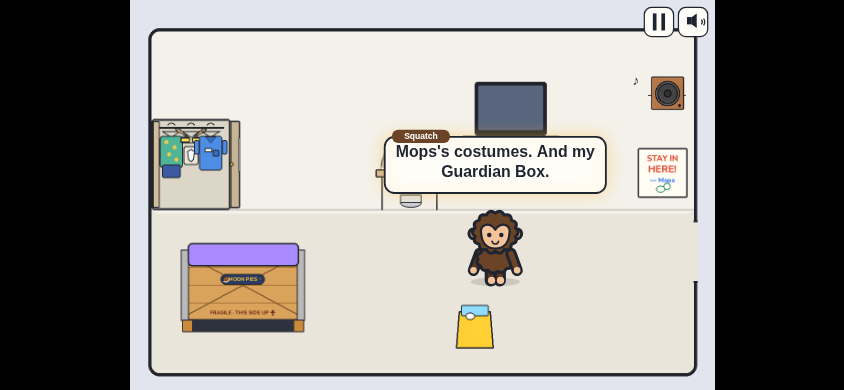 Squatch
Mops's costumes. And my
Guardian Box.
STAY IN
HERE!
— Mops
MOON PIES
FRAGILE · THIS SIDE UP